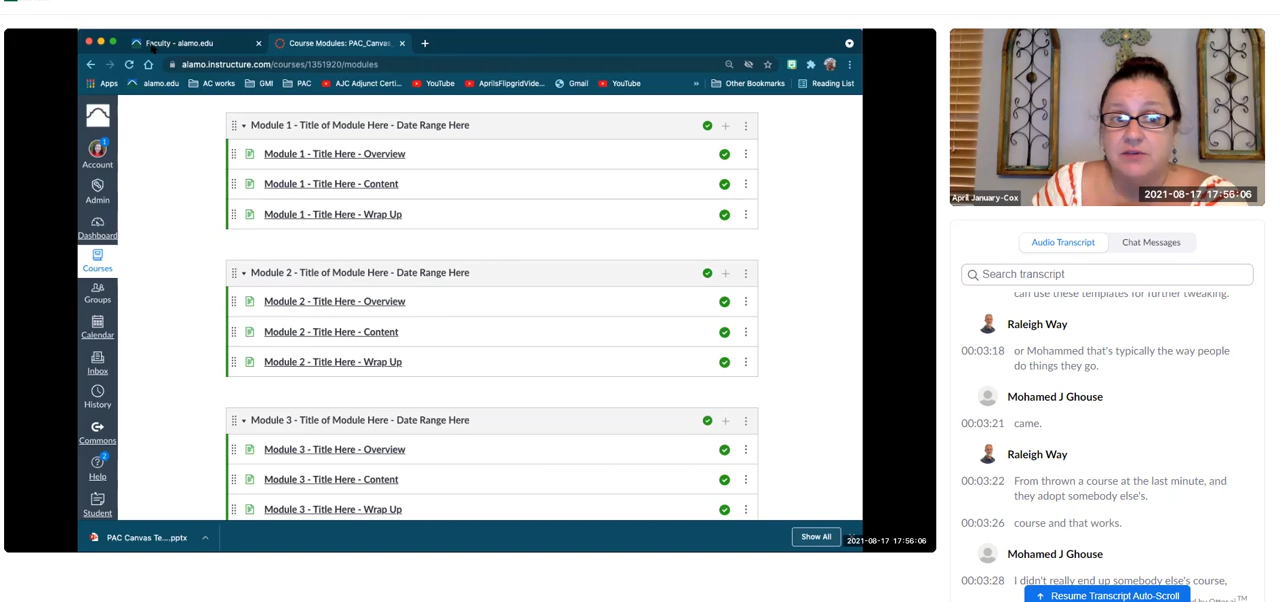 Faculty - alamo.edu
Course Modules: PAC_Canvas_
alamo.instructure.com/courses/1351920/modules
Apps alamo.edu AC works GMI PAC AJC Adjunct Certi... YouTube AprilsFlipgridVide... Gmail YouTube » Other Bookmarks Reading List
1
Account
Admin
Dashboard
Courses
Groups
Calendar
Inbox
History
Commons
2
Help
Student
Module 1 - Title of Module Here - Date Range Here
Module 1 - Title Here - Overview
Module 1 - Title Here - Content
Module 1 - Title Here - Wrap Up
Module 2 - Title of Module Here - Date Range Here
Module 2 - Title Here - Overview
Module 2 - Title Here - Content
Module 2 - Title Here - Wrap Up
Module 3 - Title of Module Here - Date Range Here
Module 3 - Title Here - Overview
Module 3 - Title Here - Content
Module 3 - Title Here - Wrap Up
PAC Canvas Te....pptx
Show All
2021-08-17 17:56:06
April January-Cox
2021-08-17 17:56:06
Audio Transcript Chat Messages
Search transcript
can use these templates for further tweaking.
Raleigh Way
00:03:18 or Mohammed that's typically the way people
do things they go.
Mohamed J Ghouse
00:03:21 came.
Raleigh Way
00:03:22 From thrown a course at the last minute, and
they adopt somebody else's.
00:03:26 course and that works.
Mohamed J Ghouse
00:03:28 I didn't really end up somebody else's course,
Resume Transcript Auto-Scroll
by Otter.ai™